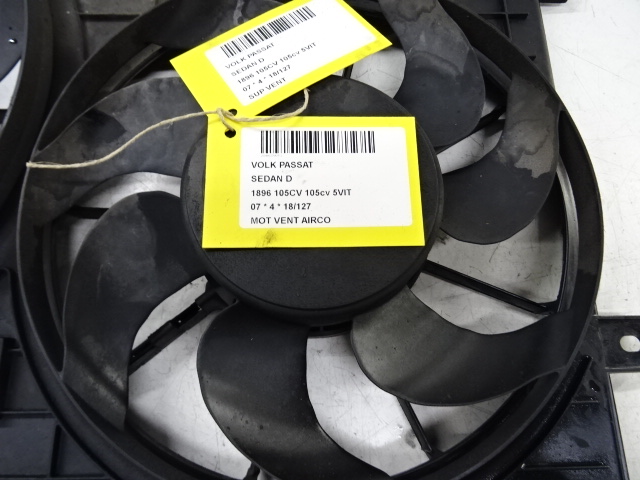 VOLK PASSAT
SEDAN D
1896 105CV 105cv 5VIT
07 * 4 * 18/127
SUP VENT
VOLK PASSAT
SEDAN D
1896 105CV 105cv 5VIT
07 * 4 * 18/127
MOT VENT AIRCO